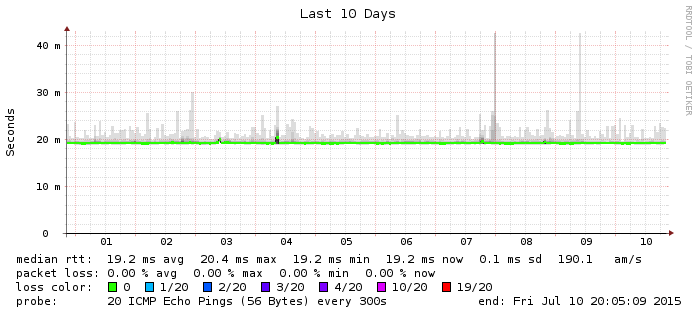 Last 10 Days
RRDTOOL / TOBI OETIKER
Seconds
40 m
30 m
20 m
10 m
0
01 02 03 04 05 06 07 08 09 10
median rtt: 19.2 ms avg 20.4 ms max 19.2 ms min 19.2 ms now 0.1 ms sd 190.1 am/s
packet loss: 0.00 % avg 0.00 % max 0.00 % min 0.00 % now
loss color: 0 1/20 2/20 3/20 4/20 10/20 19/20
probe: 20 ICMP Echo Pings (56 Bytes) every 300s end: Fri Jul 10 20:05:09 2015